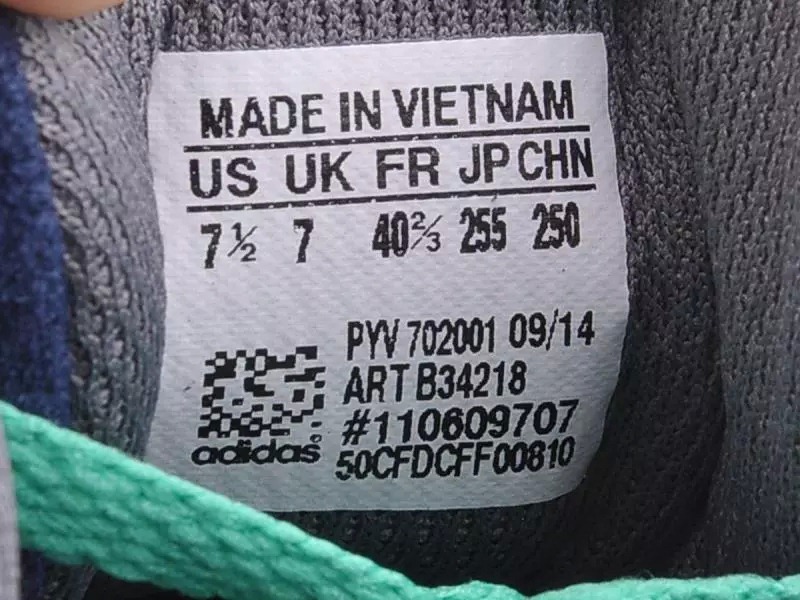 MADE IN VIETNAM
US UK FR JP CHN
7½ 7 40⅔ 255 250
PYV 702001 09/14
ART B34218
#110609707
adidas
50CFDCFF00810